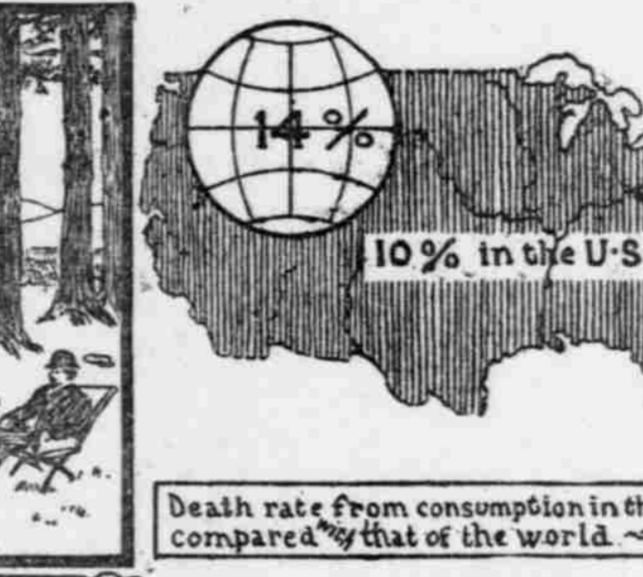 14%
10% in the U.S
Death rate from consumption in th
compared with that of the world. ~